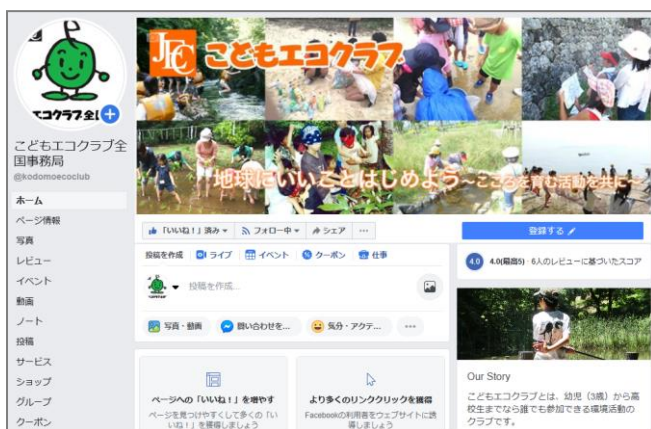 JEC こどもエコクラブ
地球にいいことはじめよう～こころを育む活動を共に～
エコクラブ全
こどもエコクラブ全
国事務局
@kodomoecoclub
ホーム
ページ情報
写真
レビュー
イベント
動画
ノート
投稿
サービス
ショップ
グループ
クーポン
「いいね！」済み
フォロー中
シェア
登録する
投稿を作成
ライブ
イベント
クーポン
仕事
投稿を作成...
写真・動画
問い合わせを...
気分・アクテ...
4.0
4.0(最高5)・6人のレビューに基づいたスコア
ページへの「いいね！」を増やす
ページを見つけやすくして多くの「い
いね！」を獲得しましょう
より多くのリンククリックを獲得
Facebookの利用者をウェブサイトに誘
導しましょう
Our Story
こどもエコクラブとは、幼児（3歳）から高
校生までなら誰でも参加できる環境活動の
クラブです。